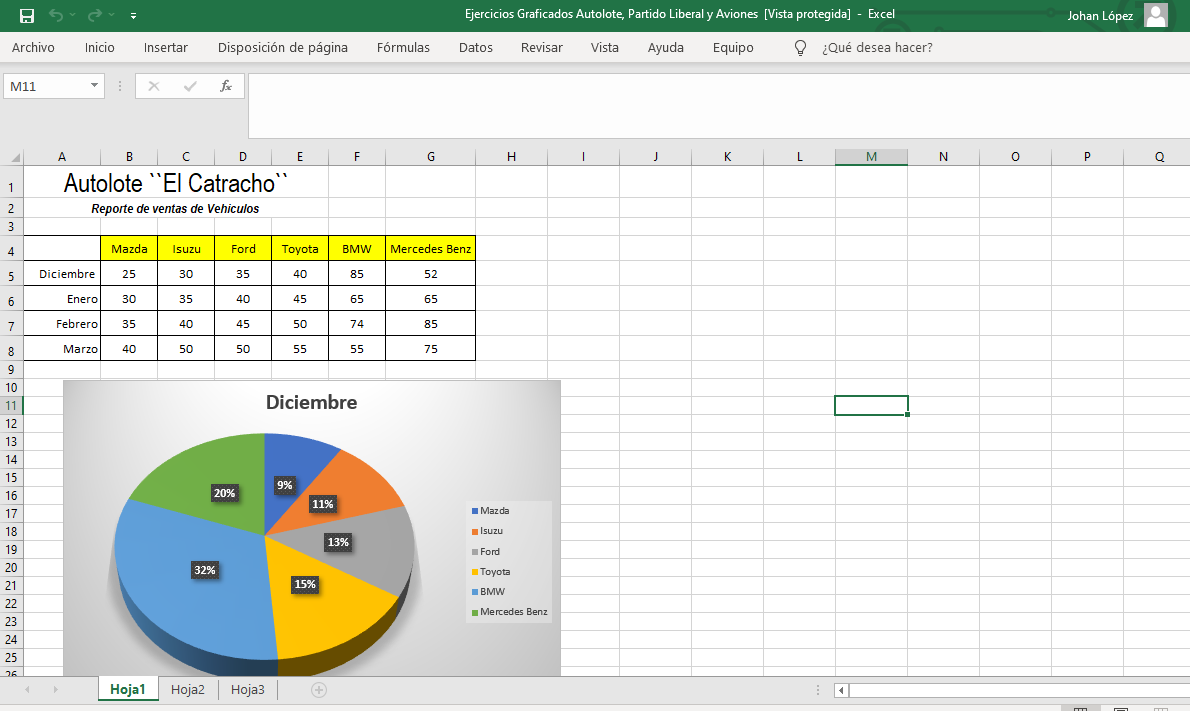 Ejercicios Graficados Autolote, Partido Liberal y Aviones [Vista protegida] - Excel
Johan López
Archivo Inicio Insertar Disposición de página Fórmulas Datos Revisar Vista Ayuda Equipo ¿Qué desea hacer?
M11 fx
A B C D E F G H I J K L M N O P Q
1 Autolote ``El Catracho``
2 Reporte de ventas de Vehiculos
3
4 Mazda Isuzu Ford Toyota BMW Mercedes Benz
5 Diciembre 25 30 35 40 85 52
6 Enero 30 35 40 45 65 65
7 Febrero 35 40 45 50 74 85
8 Marzo 40 50 50 55 55 75
9
10
11
12
13
14
15
16
17
18
19
20
21
22
23
24
25
26
Diciembre
9%
11%
13%
15%
32%
20%
Mazda
Isuzu
Ford
Toyota
BMW
Mercedes Benz
Hoja1 Hoja2 Hoja3